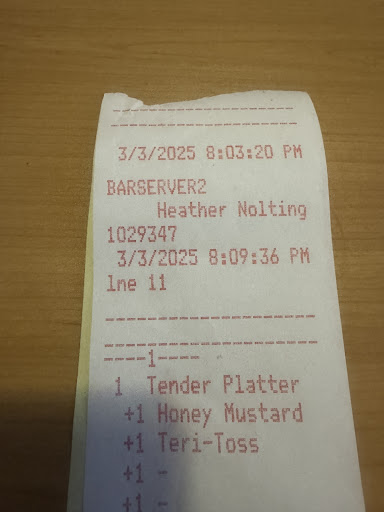 --------------------
--------------------
3/3/2025 8:03:20 PM
BARSERVER2
Heather Nolting
1029347
3/3/2025 8:09:36 PM
lne 11
--------------------
--------------------
----1----
1 Tender Platter
+1 Honey Mustard
+1 Teri-Toss
+1 -
+1 -